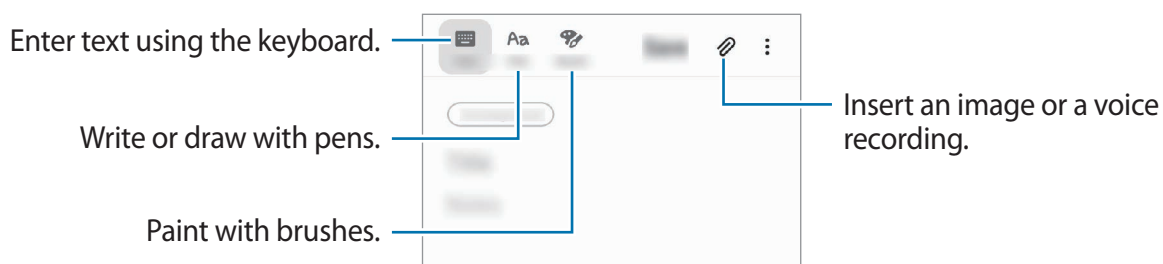 Enter text using the keyboard.
Aa
Write or draw with pens.
Paint with brushes.
Insert an image or a voice
recording.